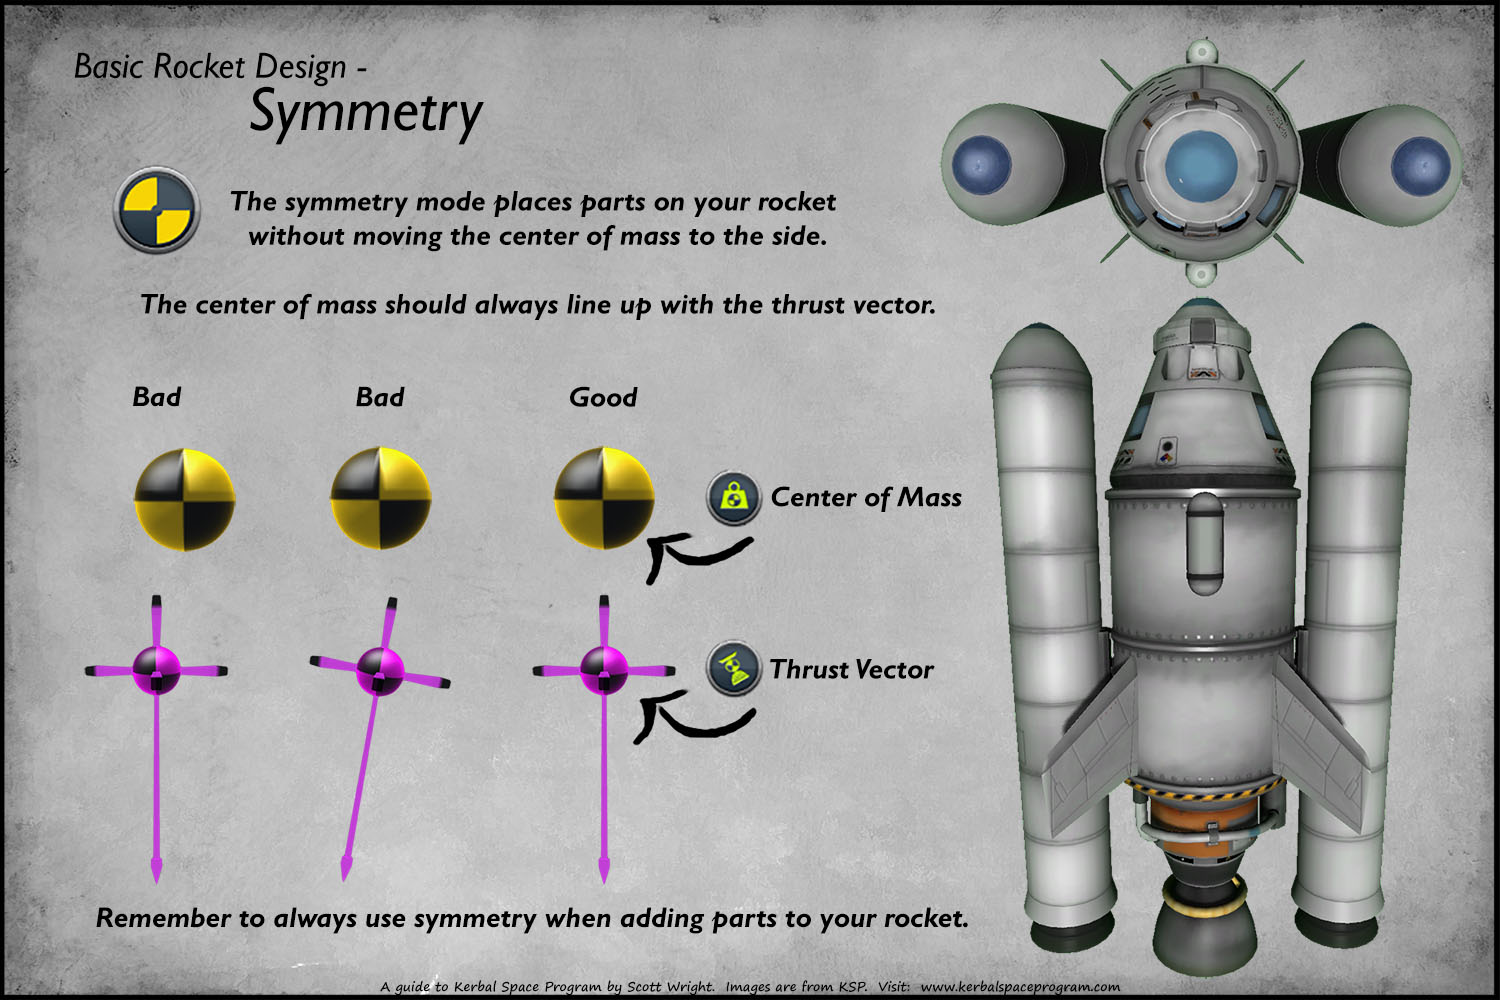 Basic Rocket Design -
Symmetry
The symmetry mode places parts on your rocket
without moving the center of mass to the side.
The center of mass should always line up with the thrust vector.
Bad Bad Good
Center of Mass
Thrust Vector
Remember to always use symmetry when adding parts to your rocket.
A guide to Kerbal Space Program by Scott Wright. Images are from KSP. Visit: www.kerbalspaceprogram.com